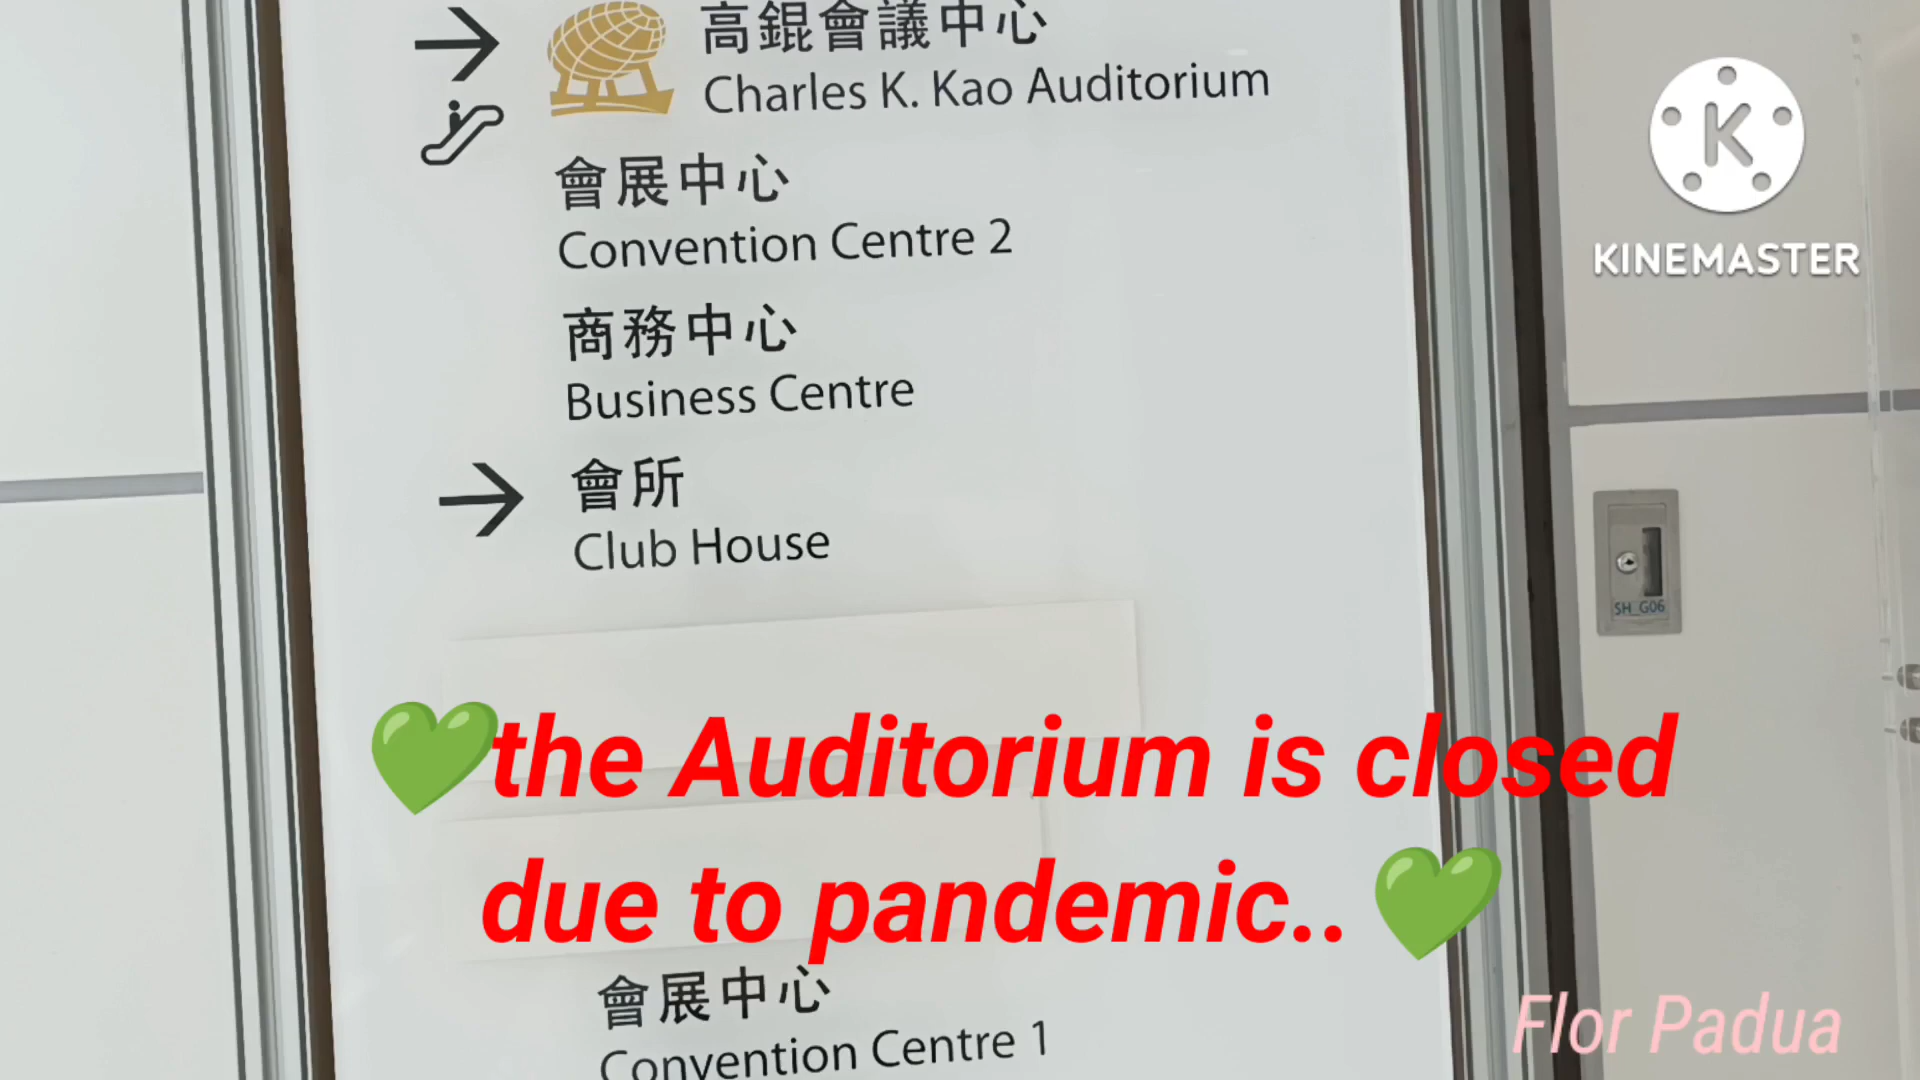 高錕會議中心
Charles K. Kao Auditorium
會展中心
Convention Centre 2
商務中心
Business Centre
會所
Club House
💚the Auditorium is closed
due to pandemic.. 💚
會展中心
Convention Centre 1
K
KINEMASTER
SH_G06
Flor Padua